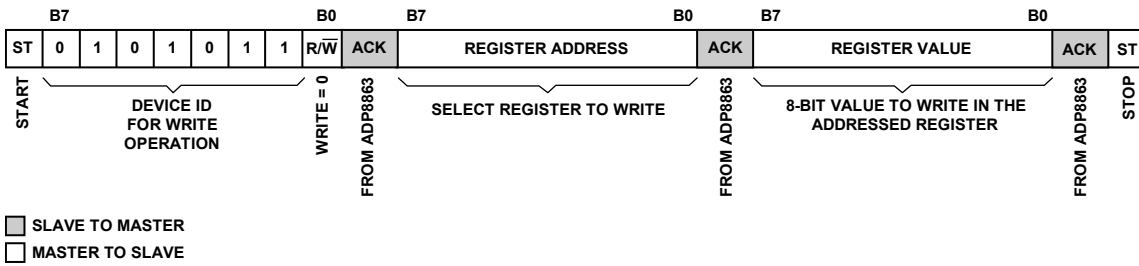 B7 B0 B7 B0 B7 B0
ST 0 1 0 1 0 1 1 R/W̅ ACK REGISTER ADDRESS ACK REGISTER VALUE ACK ST
START
DEVICE ID
FOR WRITE
OPERATION
WRITE = 0
FROM ADP8863
SELECT REGISTER TO WRITE
FROM ADP8863
8-BIT VALUE TO WRITE IN THE
ADDRESSED REGISTER
FROM ADP8863
STOP
SLAVE TO MASTER
MASTER TO SLAVE